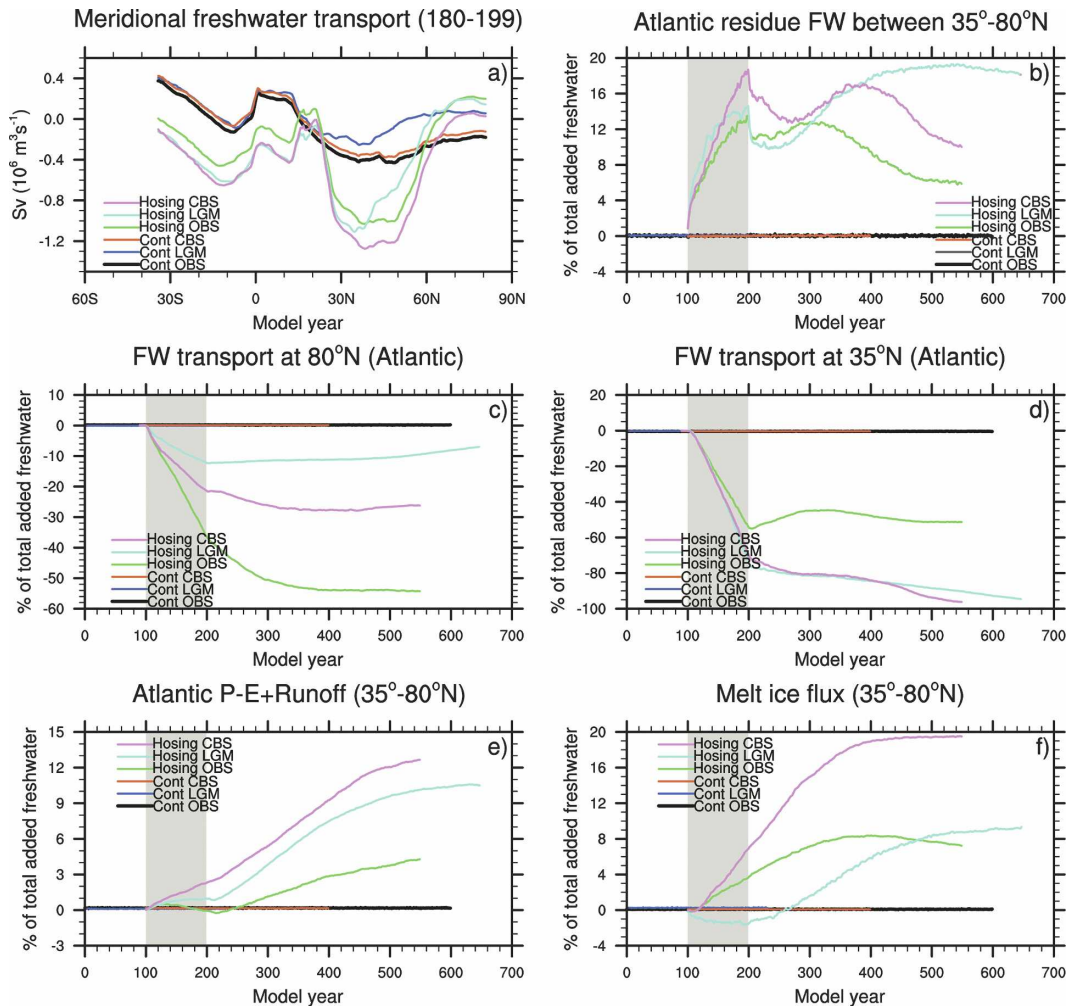 Meridional freshwater transport (180-199)
a)
Sv (10⁶ m³s⁻¹)
0.4
0.0
-0.4
-0.8
-1.2
Hosing CBS
Hosing LGM
Hosing OBS
Cont CBS
Cont LGM
Cont OBS
60S 30S 0 30N 60N 90N
Model year
Atlantic residue FW between 35°-80°N
b)
% of total added freshwater
20
16
12
8
4
0
-4
Hosing CBS
Hosing LGM
Hosing OBS
Cont CBS
Cont LGM
Cont OBS
0 100 200 300 400 500 600 700
Model year
FW transport at 80°N (Atlantic)
c)
% of total added freshwater
10
0
-10
-20
-30
-40
-50
-60
Hosing CBS
Hosing LGM
Hosing OBS
Cont CBS
Cont LGM
Cont OBS
0 100 200 300 400 500 600 700
Model year
FW transport at 35°N (Atlantic)
d)
% of total added freshwater
20
0
-20
-40
-60
-80
-100
Hosing CBS
Hosing LGM
Hosing OBS
Cont CBS
Cont LGM
Cont OBS
0 100 200 300 400 500 600 700
Model year
Atlantic P-E+Runoff (35°-80°N)
e)
% of total added freshwater
15
12
9
6
3
0
-3
Hosing CBS
Hosing LGM
Hosing OBS
Cont CBS
Cont LGM
Cont OBS
0 100 200 300 400 500 600 700
Model year
Melt ice flux (35°-80°N)
f)
% of total added freshwater
20
16
12
8
4
0
-4
Hosing CBS
Hosing LGM
Hosing OBS
Cont CBS
Cont LGM
Cont OBS
0 100 200 300 400 500 600 700
Model year